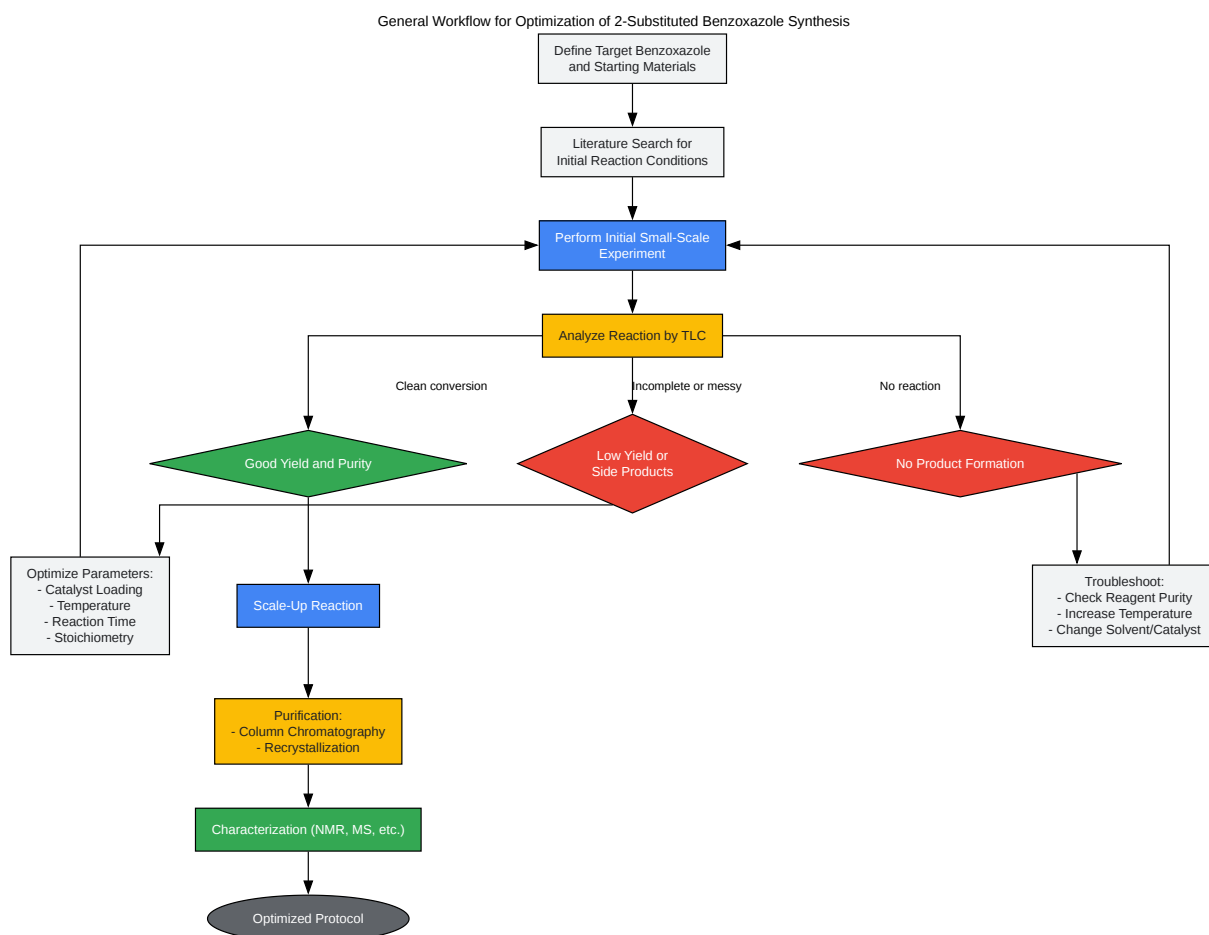 General Workflow for Optimization of 2-Substituted Benzoxazole Synthesis
Define Target Benzoxazole
and Starting Materials
Literature Search for
Initial Reaction Conditions
Perform Initial Small-Scale
Experiment
Analyze Reaction by TLC
Clean conversion
Incomplete or messy
No reaction
Good Yield and Purity
Low Yield or
Side Products
No Product Formation
Optimize Parameters:
- Catalyst Loading
- Temperature
- Reaction Time
- Stoichiometry
Scale-Up Reaction
Troubleshoot:
- Check Reagent Purity
- Increase Temperature
- Change Solvent/Catalyst
Purification:
- Column Chromatography
- Recrystallization
Characterization (NMR, MS, etc.)
Optimized Protocol